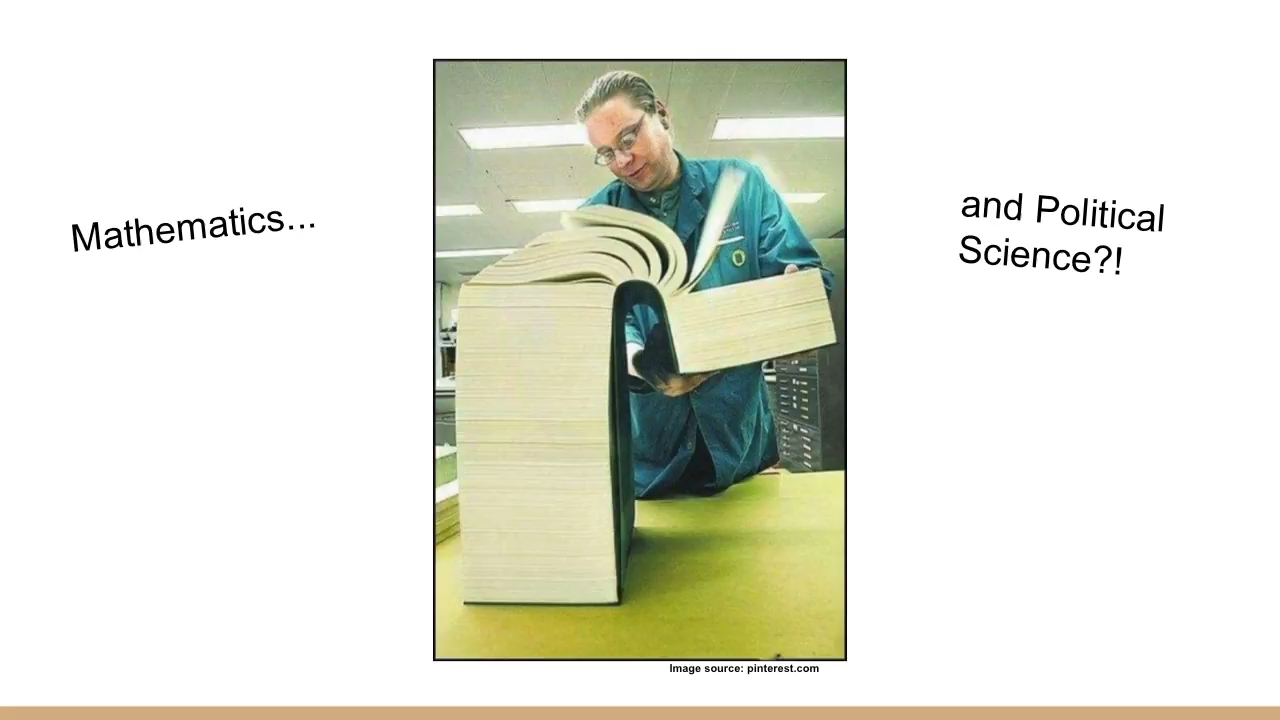 Mathematics...
and Political
Science?!
Image source: pinterest.com